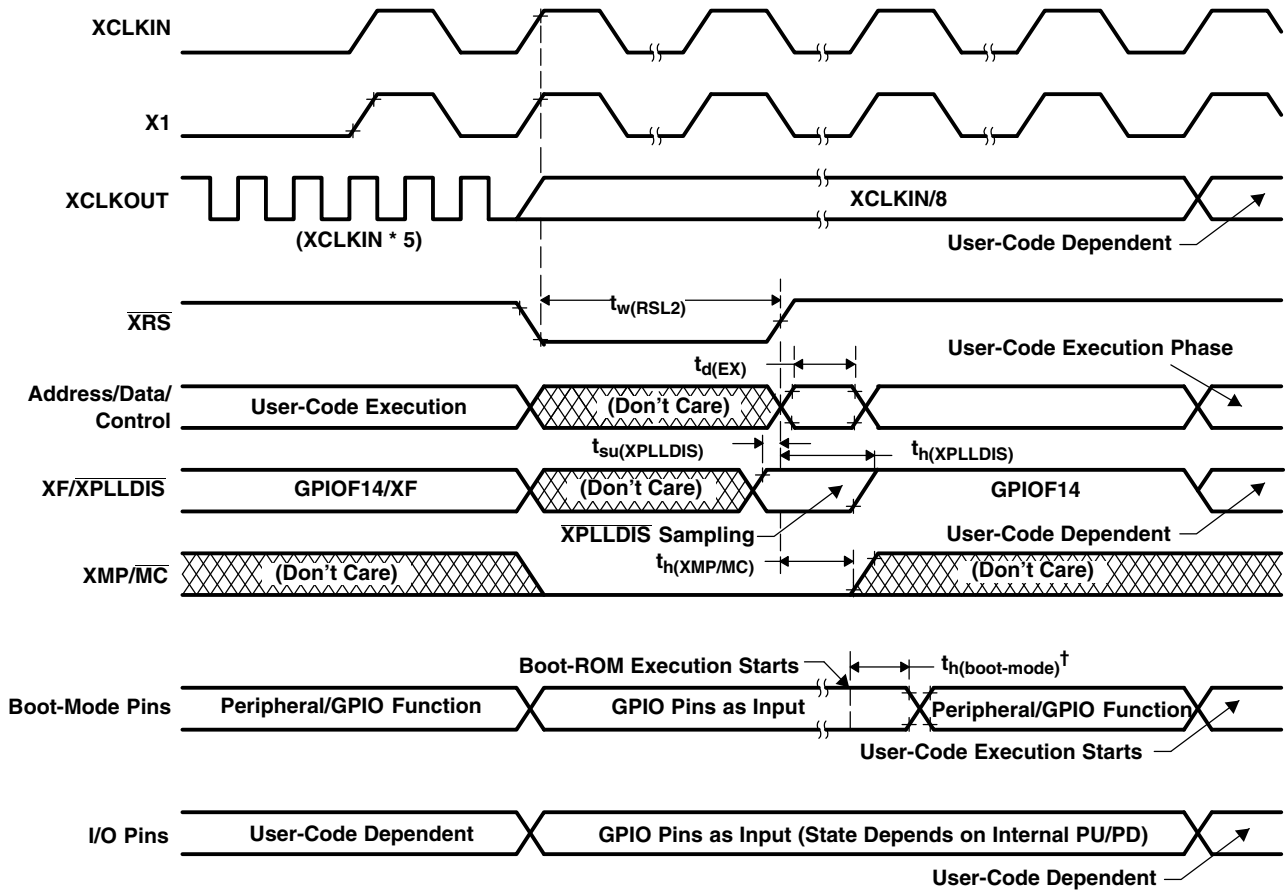 XCLKIN
X1
XCLKOUT
XCLKIN/8
(XCLKIN * 5)
User-Code Dependent
XRS
tw(RSL2)
User-Code Execution Phase
td(EX)
Address/Data/
Control
User-Code Execution
(Don't Care)
tsu(XPLLDIS)
th(XPLLDIS)
XF/XPLLDIS
GPIOF14/XF
(Don't Care)
GPIOF14
XPLLDIS Sampling
User-Code Dependent
XMP/MC
(Don't Care)
th(XMP/MC)
(Don't Care)
Boot-ROM Execution Starts
th(boot-mode)†
Boot-Mode Pins
Peripheral/GPIO Function
GPIO Pins as Input
Peripheral/GPIO Function
User-Code Execution Starts
I/O Pins
User-Code Dependent
GPIO Pins as Input (State Depends on Internal PU/PD)
User-Code Dependent